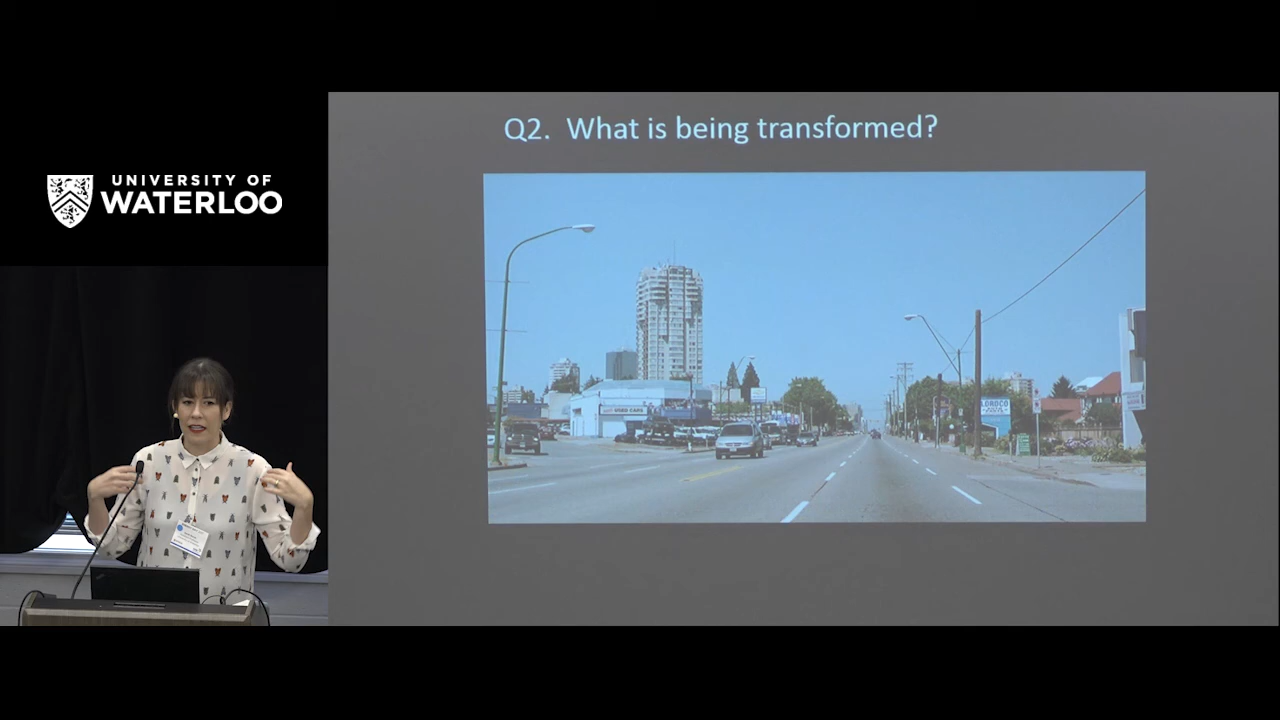 UNIVERSITY OF
WATERLOO
Q2. What is being transformed?
USED CARS